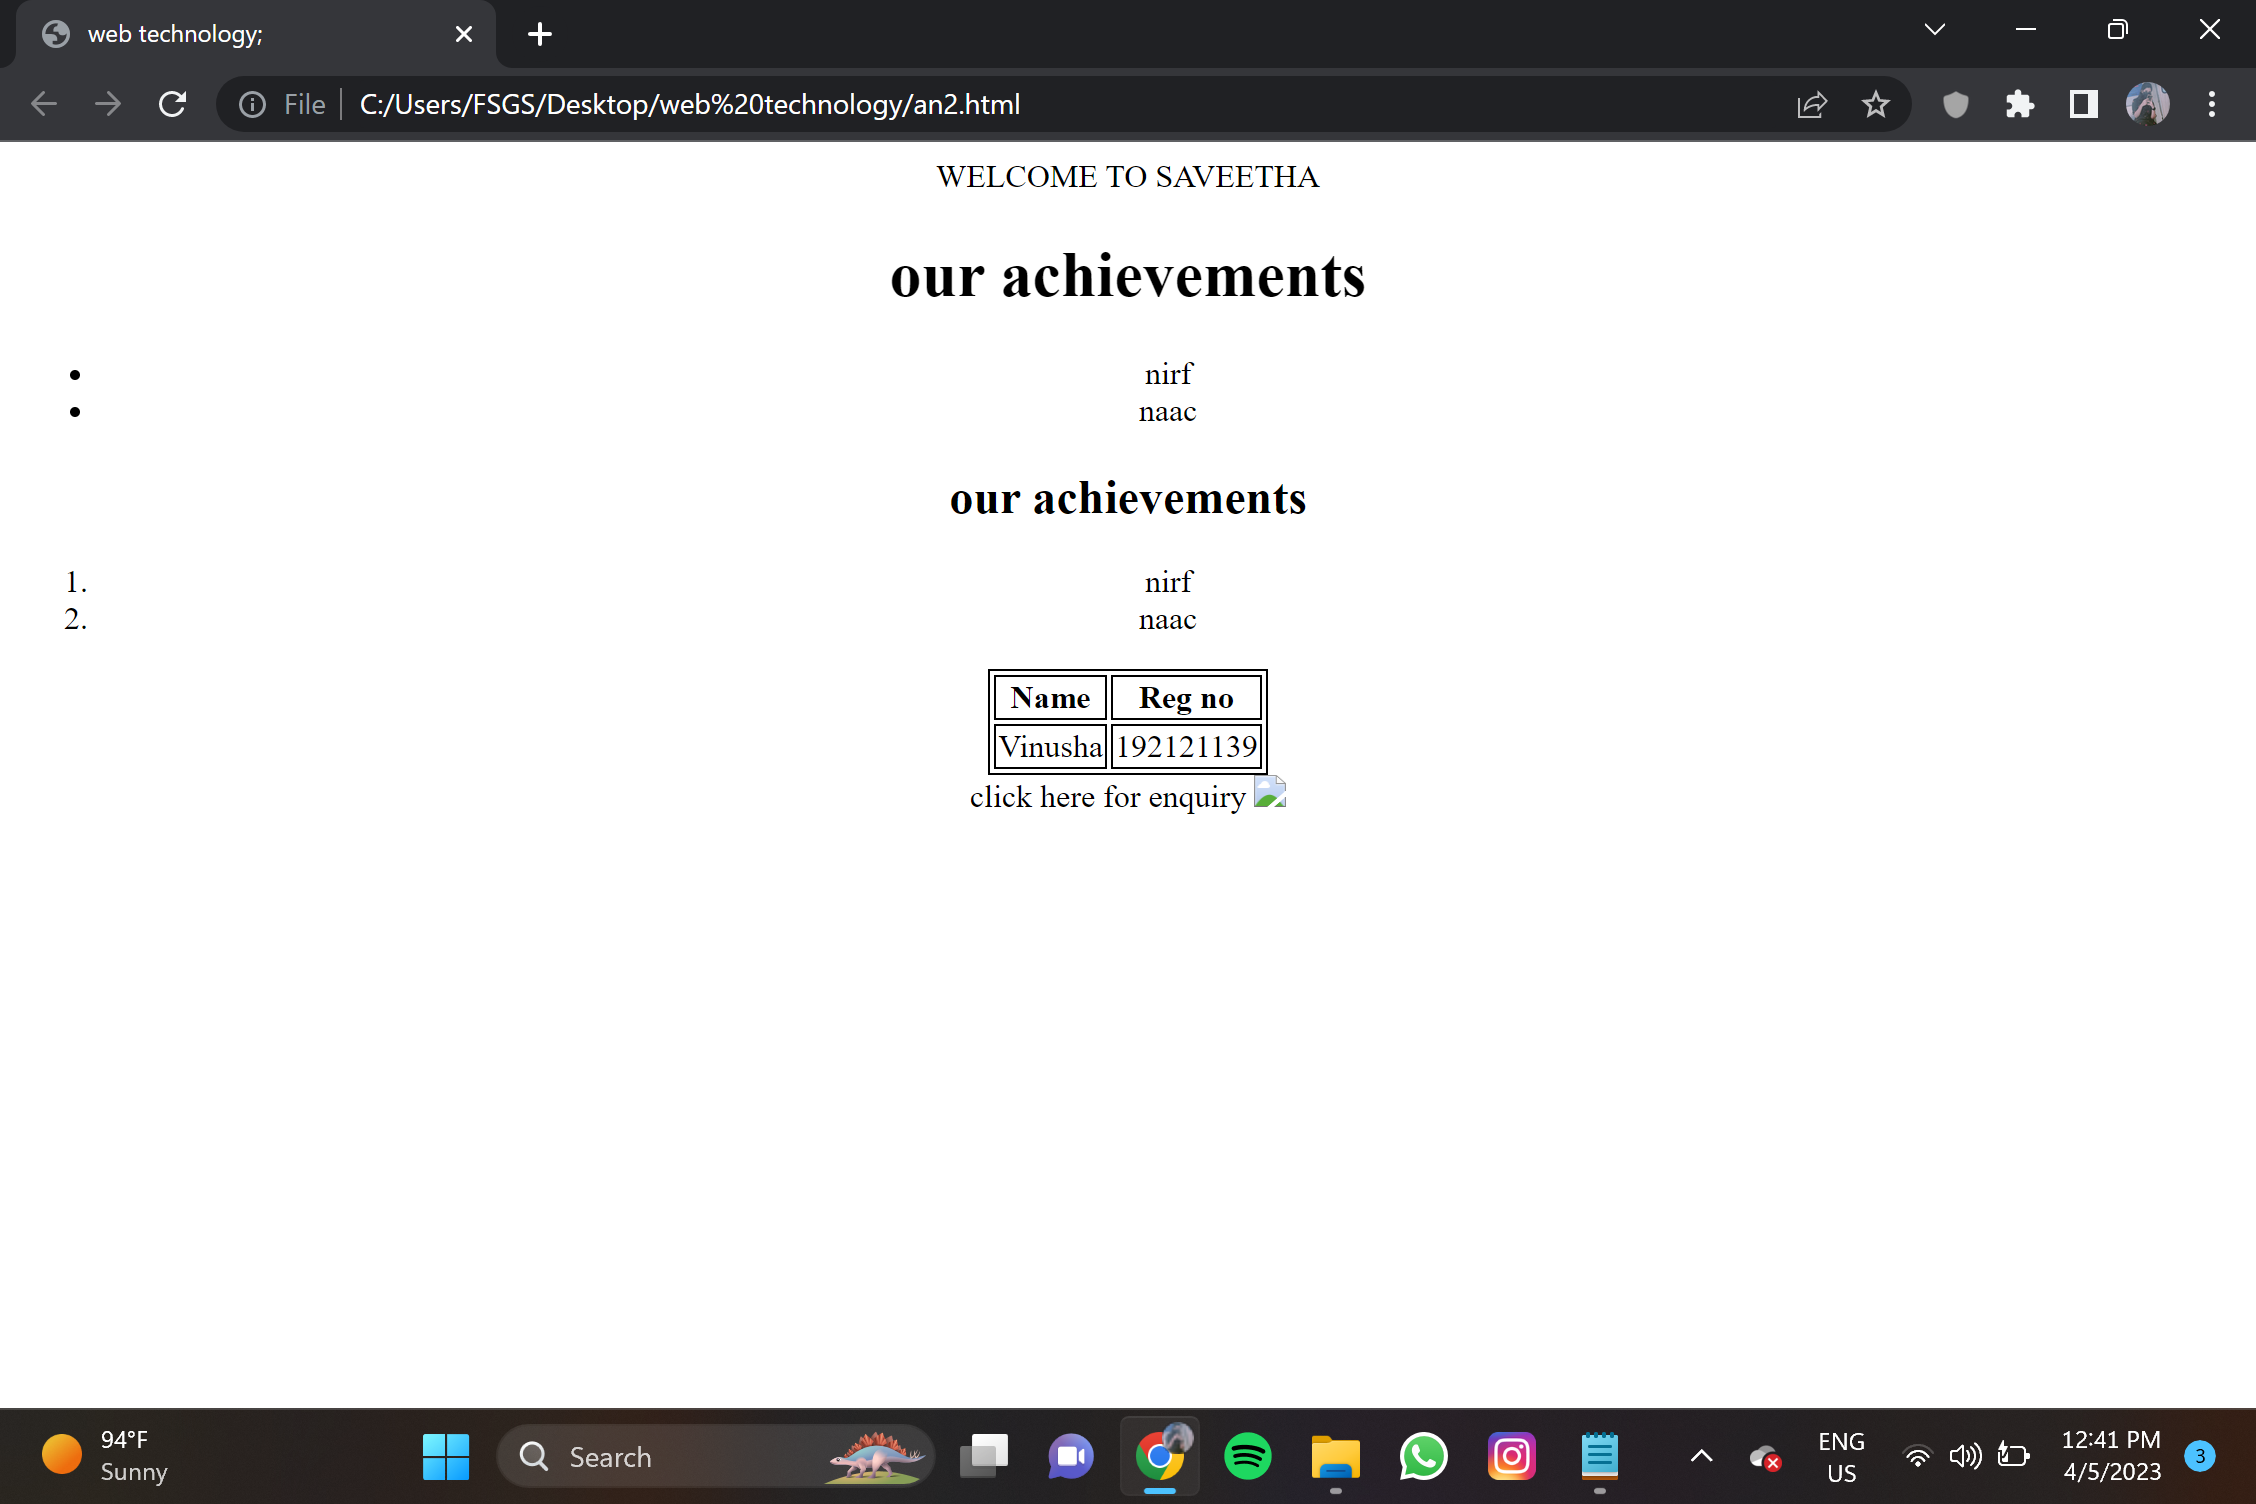 web technology;
File C:/Users/FSGS/Desktop/web%20technology/an2.html
WELCOME TO SAVEETHA
our achievements
• nirf
• naac
our achievements
1. nirf
2. naac
Name Reg no
Vinusha 192121139
click here for enquiry
94°F
Sunny
Search
ENG
US
12:41 PM
4/5/2023
3